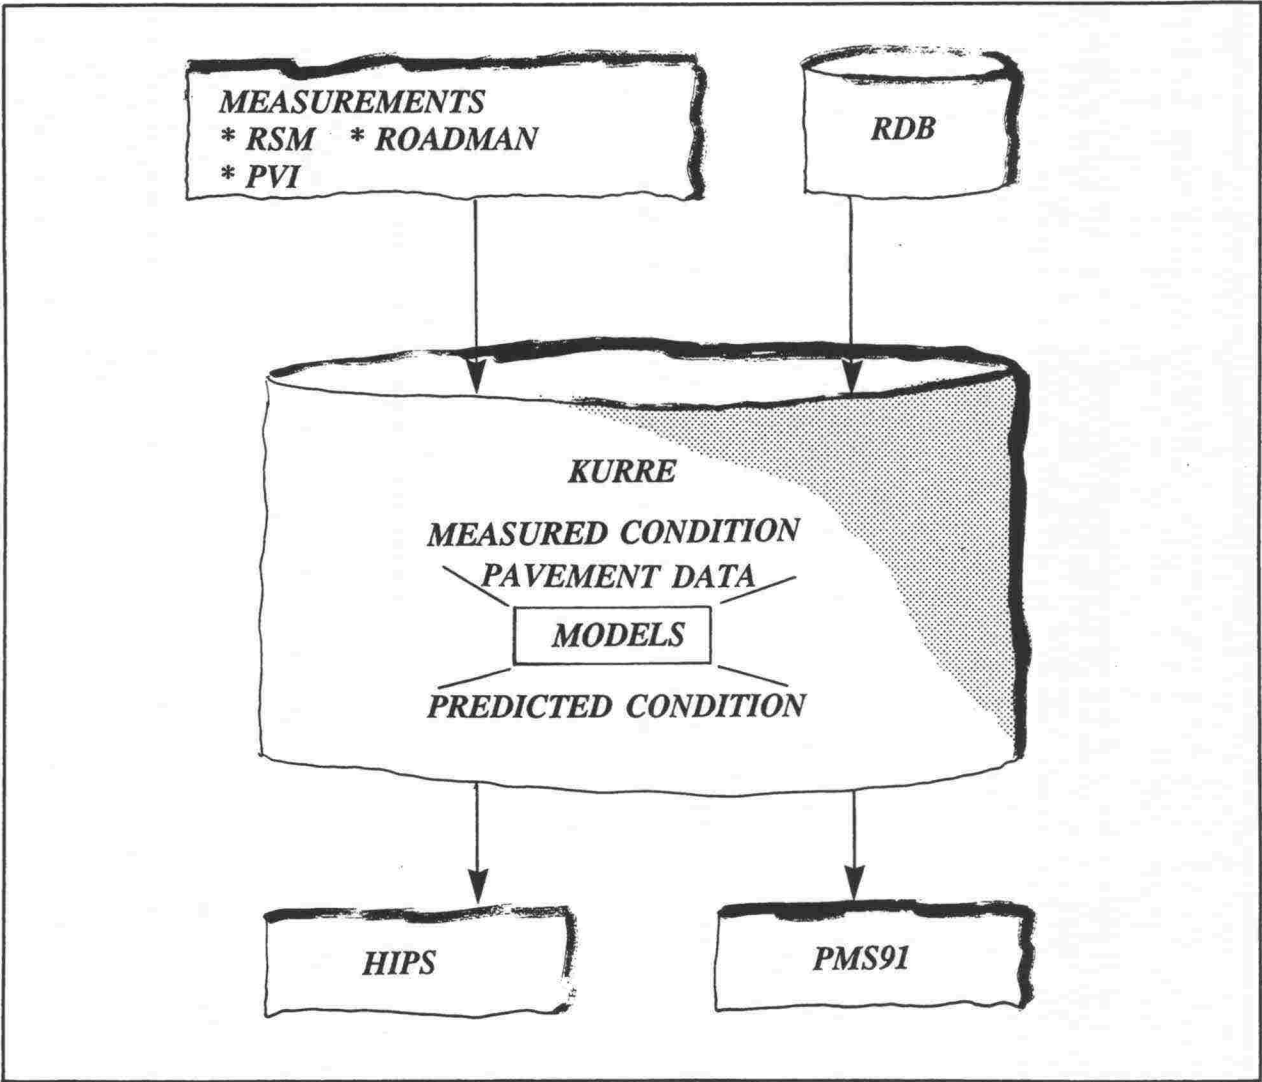 MEASUREMENTS
* RSM * ROADMAN
* PVI
RDB
KURRE
MEASURED CONDITION
PAVEMENT DATA
MODELS
PREDICTED CONDITION
HIPS
PMS91